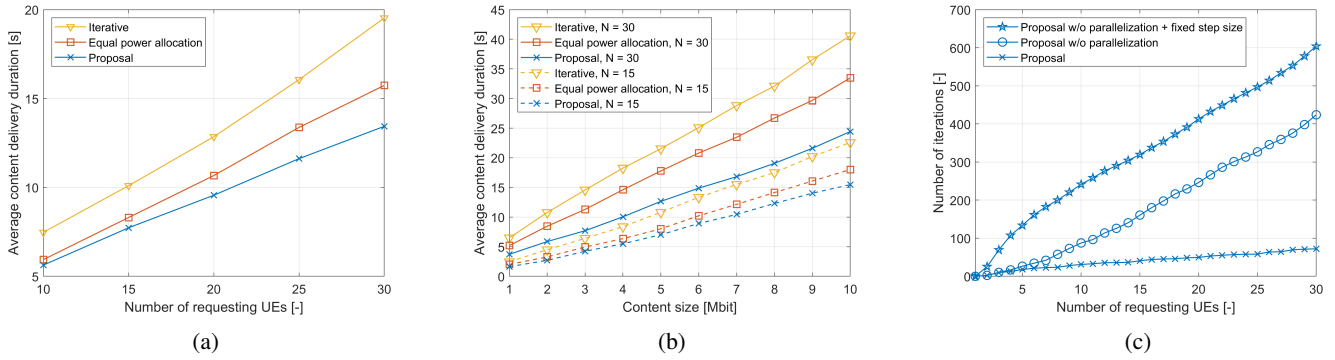 20
15
10
5
Average content delivery duration [s]
Iterative
Equal power allocation
Proposal
10 15 20 25 30
Number of requesting UEs [-]
(a)
45
40
35
30
25
20
15
10
5
0
Average content delivery duration [s]
Iterative, N = 30
Equal power allocation, N = 30
Proposal, N = 30
Iterative, N = 15
Equal power allocation, N = 15
Proposal, N = 15
1 2 3 4 5 6 7 8 9 10
Content size [Mbit]
(b)
700
600
500
400
300
200
100
0
Number of iterations [-]
Proposal w/o parallelization + fixed step size
Proposal w/o parallelization
Proposal
5 10 15 20 25 30
Number of requesting UEs [-]
(c)